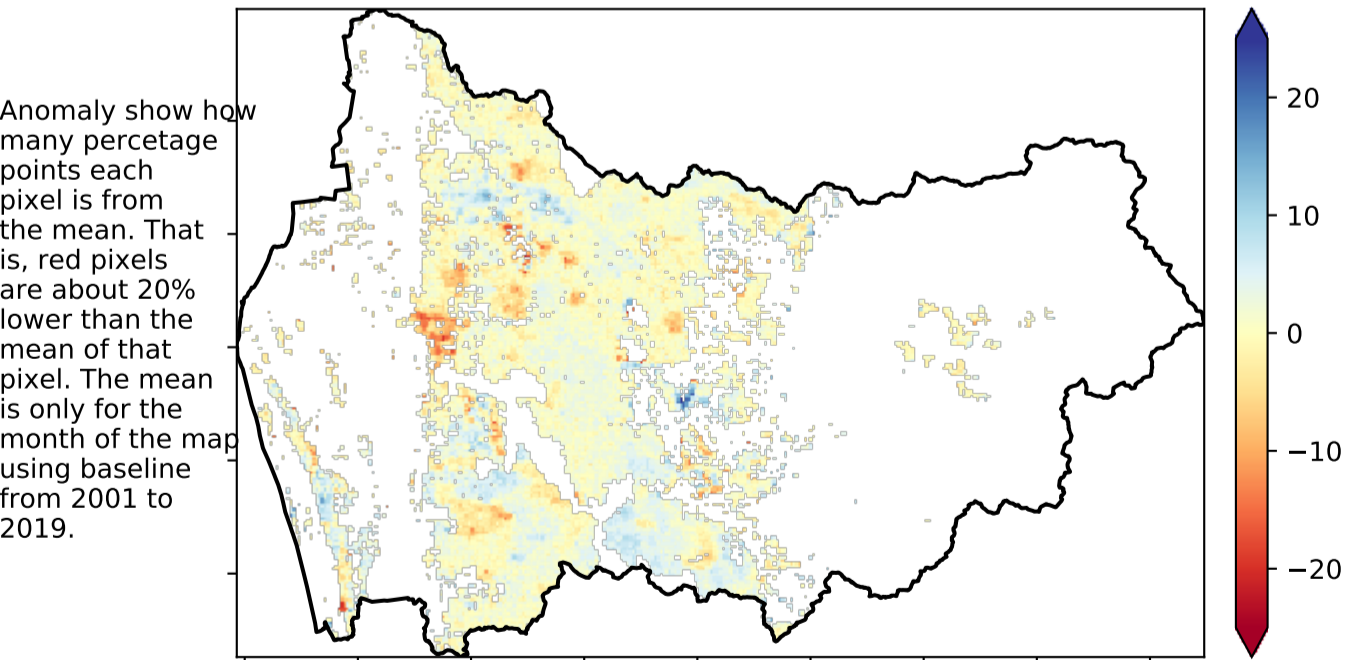 Anomaly show how
many percetage
points each
pixel is from
the mean. That
is, red pixels
are about 20%
lower than the
mean of that
pixel. The mean
is only for the
month of the map
using baseline
from 2001 to
2019.
20
10
0
−10
−20